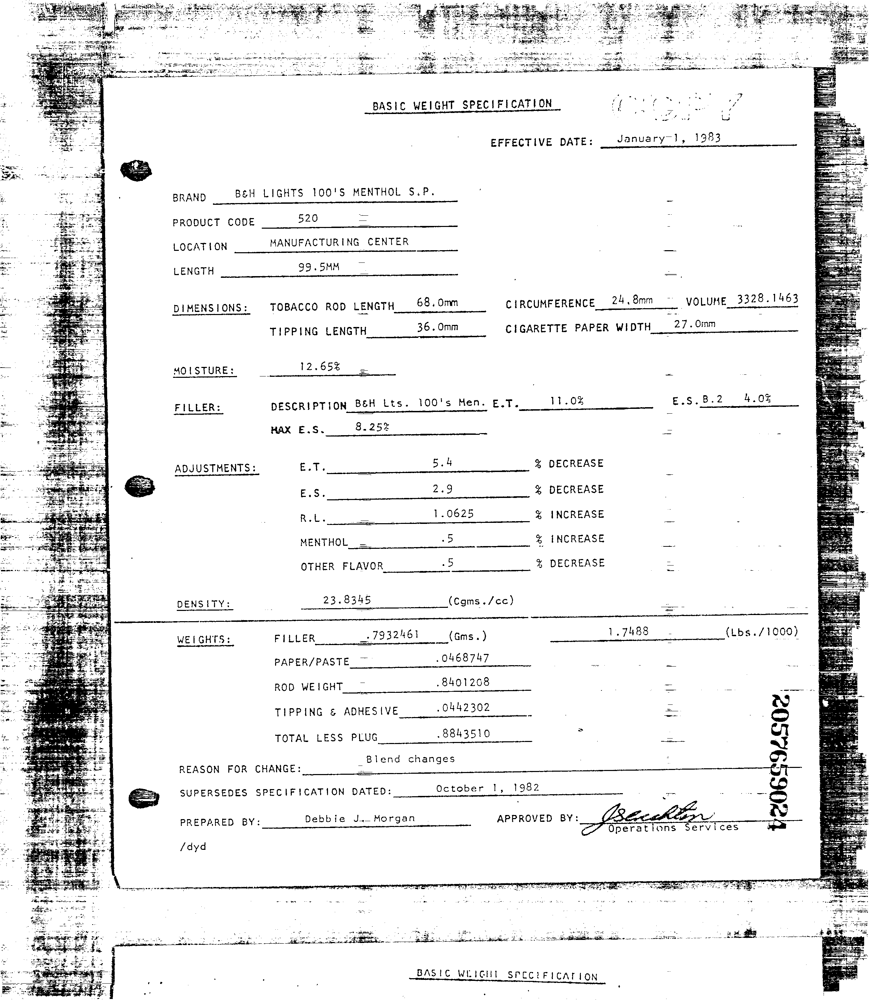 BASIC WEIGHT SPECIFICATION
COPY
EFFECTIVE DATE: January 1, 1983
BRAND B&H LIGHTS 100'S MENTHOL S.P.
PRODUCT CODE 520
LOCATION MANUFACTURING CENTER
LENGTH 99.5MM
DIMENSIONS: TOBACCO ROD LENGTH 68.0mm CIRCUMFERENCE 24.8mm VOLUME 3328.1463
TIPPING LENGTH 36.0mm CIGARETTE PAPER WIDTH 27.0mm
MOISTURE: 12.65%
FILLER: DESCRIPTION B&H Lts. 100's Men. E.T. 11.0% E.S. B.2 4.0%
MAX E.S. 8.25%
ADJUSTMENTS: E.T. 5.4 % DECREASE
E.S. 2.9 % DECREASE
R.L. 1.0625 % INCREASE
MENTHOL .5 % INCREASE
OTHER FLAVOR .5 % DECREASE
DENSITY: 23.8345 (Cgms./cc)
WEIGHTS: FILLER .7932461 (Gms.) 1.7488 (Lbs./1000)
PAPER/PASTE .0468747
ROD WEIGHT .8401208
TIPPING & ADHESIVE .0442302
TOTAL LESS PLUG .8843510
REASON FOR CHANGE: Blend changes
SUPERSEDES SPECIFICATION DATED: October 1, 1982
PREPARED BY: Debbie J. Morgan APPROVED BY:
Operations Services
/dyd
2057659024
BASIC WEIGHT SPECIFICATION